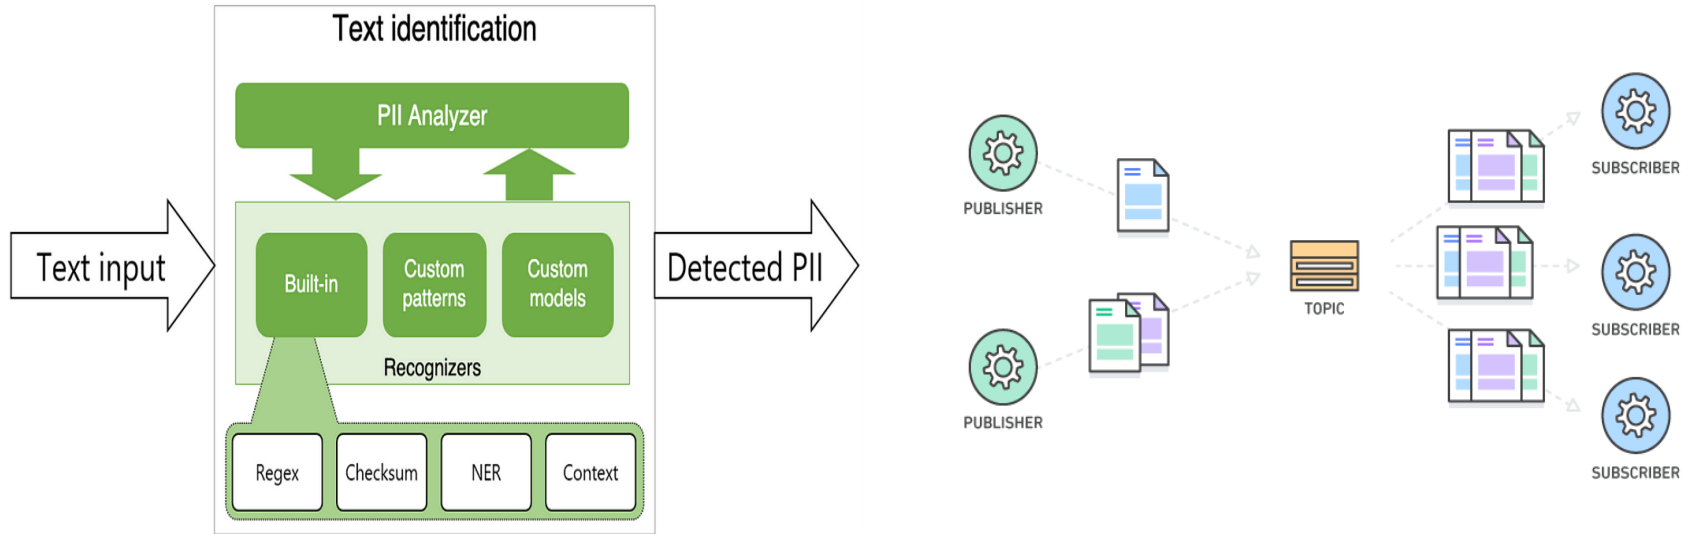 Text identification
PII Analyzer
Text input
Built-in
Custom
patterns
Custom
models
Recognizers
Regex
Checksum
NER
Context
Detected PII
PUBLISHER
PUBLISHER
TOPIC
SUBSCRIBER
SUBSCRIBER
SUBSCRIBER